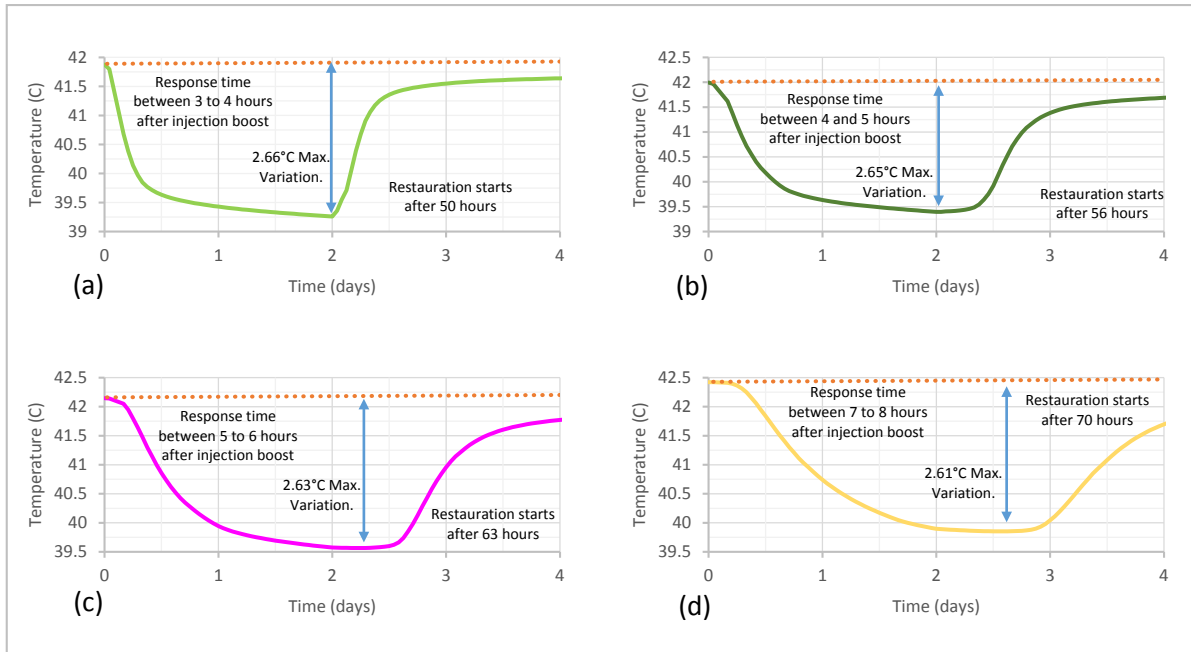 42
41.5
41
40.5
40
39.5
39
Temperature (C)
Response time
between 3 to 4 hours
after injection boost
2.66°C Max.
Variation.
Restauration starts
after 50 hours
0 1 2 3 4
(a)
Time (days)
42.5
42
41.5
41
40.5
40
39.5
39
Temperature (C)
Response time
between 4 and 5 hours
after injection boost
2.65°C Max.
Variation.
Restauration starts
after 56 hours
0 1 2 3 4
(b)
Time (days)
42.5
42
41.5
41
40.5
40
39.5
Temperature (C)
Response time
between 5 to 6 hours
after injection boost
2.63°C Max.
Variation.
Restauration starts
after 63 hours
0 1 2 3 4
(c)
Time (days)
42.5
42
41.5
41
40.5
40
39.5
Temperature (C)
Response time
between 7 to 8 hours
after injection boost
Restauration starts
after 70 hours
2.61°C Max.
Variation.
0 1 2 3 4
(d)
Time (days)